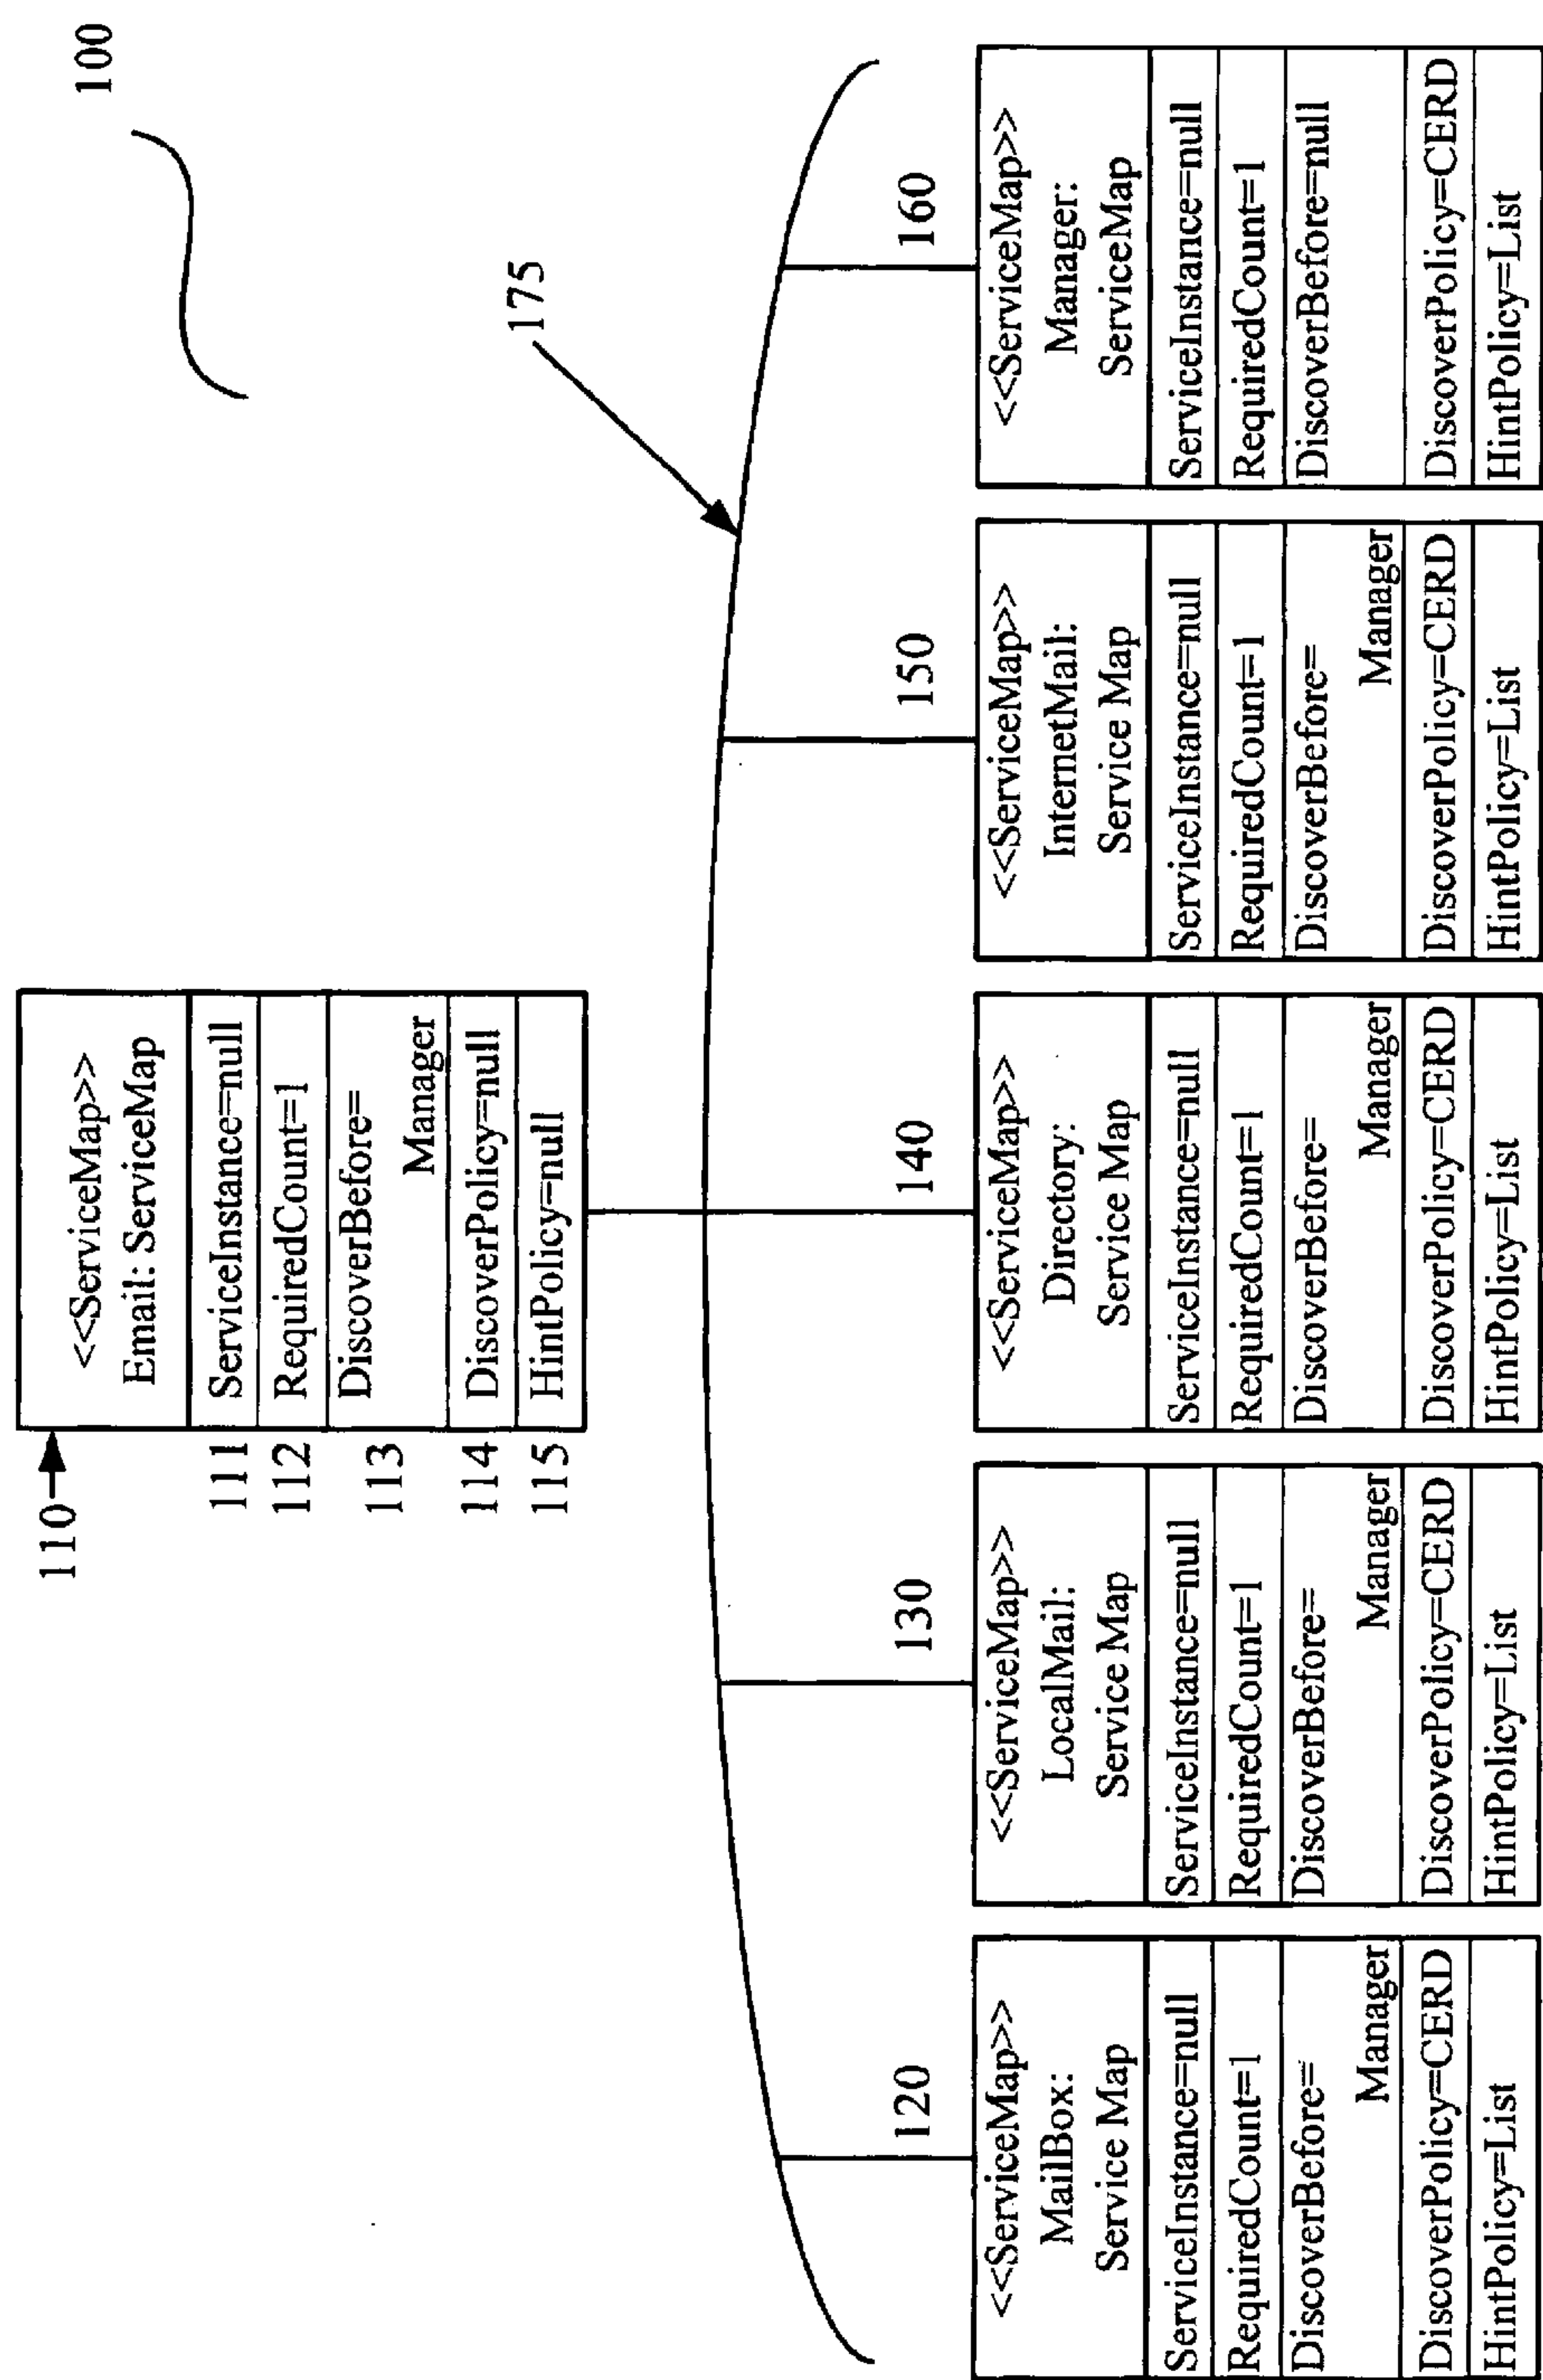 100
110
<<ServiceMap>>
Email: ServiceMap
111
ServiceInstance=null
112
RequiredCount=1
113
DiscoverBefore=
Manager
114
DiscoverPolicy=null
115
HintPolicy=null
175
120
<<ServiceMap>>
MailBox:
Service Map
ServiceInstance=null
RequiredCount=1
DiscoverBefore=
Manager
DiscoverPolicy=CERD
HintPolicy=List
130
<<ServiceMap>>
LocalMail:
Service Map
ServiceInstance=null
RequiredCount=1
DiscoverBefore=
Manager
DiscoverPolicy=CERD
HintPolicy=List
140
<<ServiceMap>>
Directory:
Service Map
ServiceInstance=null
RequiredCount=1
DiscoverBefore=
Manager
DiscoverPolicy=CERD
HintPolicy=List
150
<<ServiceMap>>
InternetMail:
Service Map
ServiceInstance=null
RequiredCount=1
DiscoverBefore=
Manager
DiscoverPolicy=CERD
HintPolicy=List
160
<<ServiceMap>>
Manager:
ServiceMap
ServiceInstance=null
RequiredCount=1
DiscoverBefore=null
DiscoverPolicy=CERD
HintPolicy=List